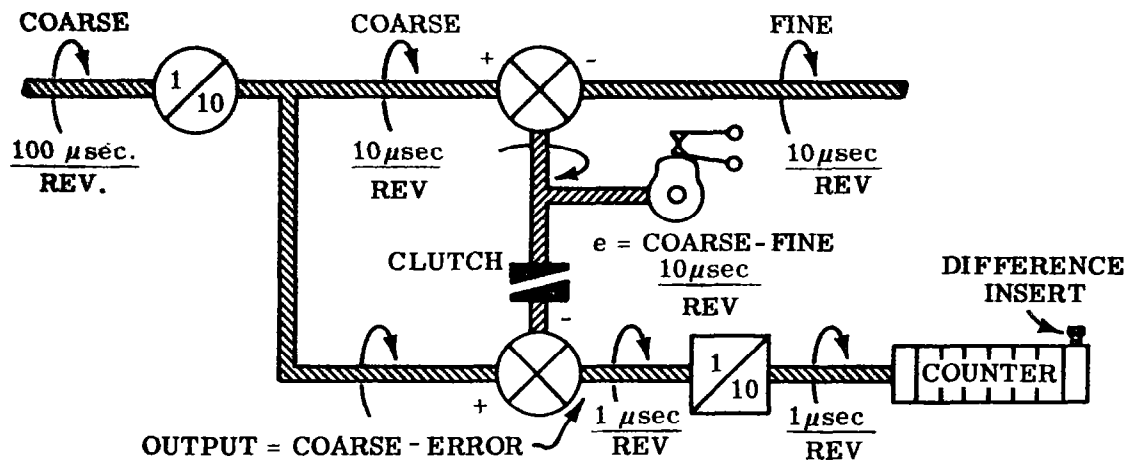 COARSE
COARSE
FINE
1
10
+
-
100 μsec.
REV.
10μsec
REV
10μsec
REV
e = COARSE-FINE
10μsec
REV
CLUTCH
DIFFERENCE
INSERT
-
+
1
10
COUNTER
1 μsec
REV
1μsec
REV
OUTPUT = COARSE - ERROR